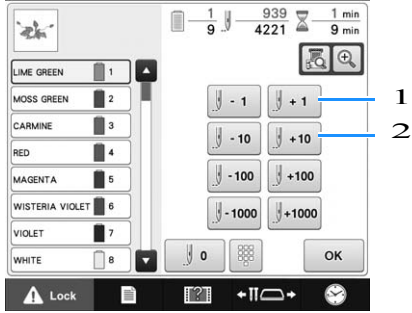 1 939 1 min
9 4221 9 min
LIME GREEN 1
MOSS GREEN 2
CARMINE 3
RED 4
MAGENTA 5
WISTERIA VIOLET 6
VIOLET 7
WHITE 8
- 1 + 1 1
- 10 +10 2
- 100 +100
- 1000 +1000
0 OK
Lock